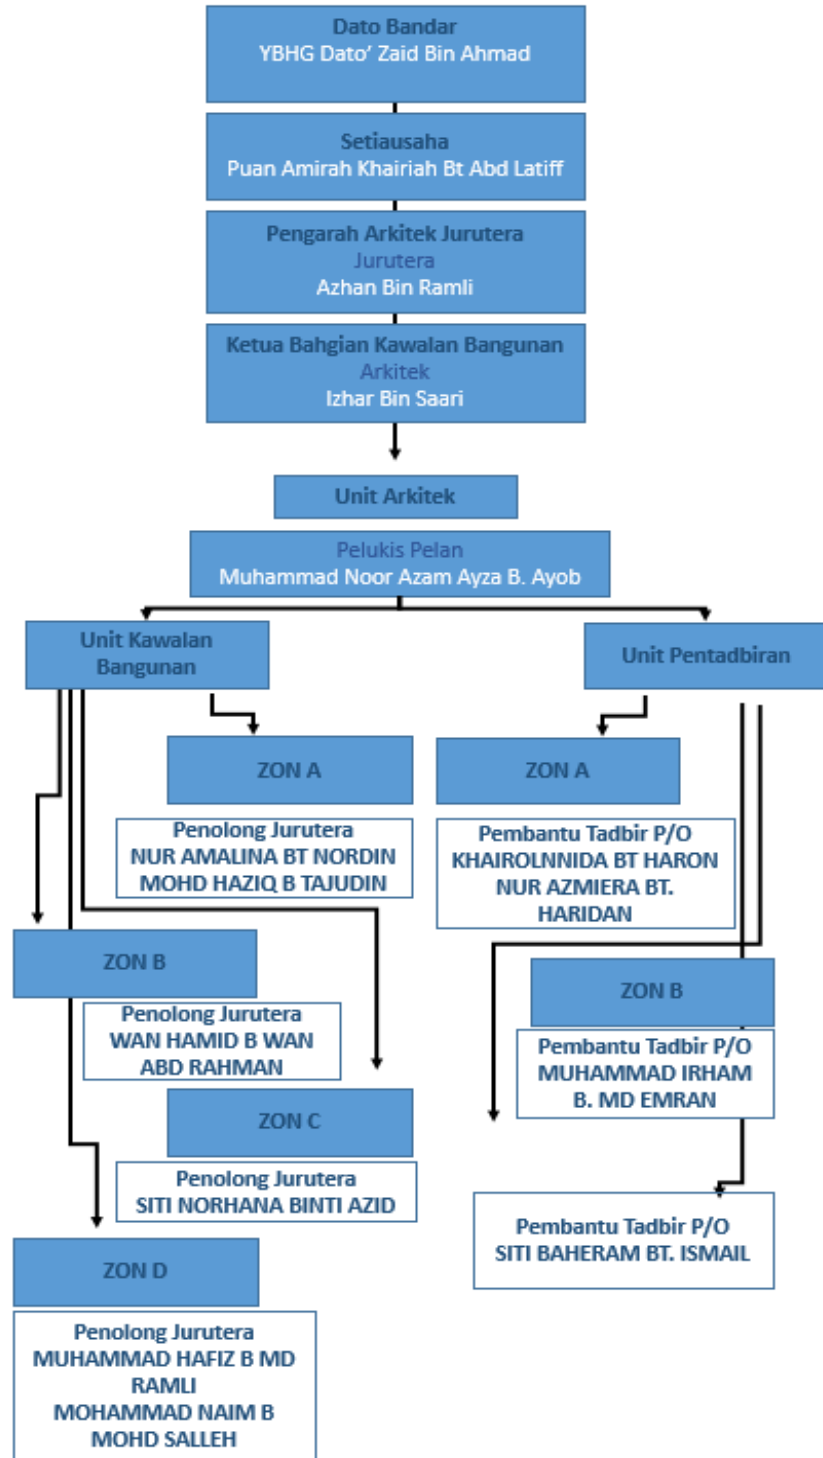 Dato Bandar
YBHG Dato’ Zaid Bin Ahmad
Setiausaha
Puan Amirah Khairiah Bt Abd Latiff
Pengarah Arkitek Jurutera
Jurutera
Azhan Bin Ramli
Ketua Bahgian Kawalan Bangunan
Arkitek
Izhar Bin Saari
Unit Arkitek
Pelukis Pelan
Muhammad Noor Azam Ayza B. Ayob
Unit Kawalan
Bangunan
ZON A
Penolong Jurutera
NUR AMALINA BT NORDIN
MOHD HAZIQ B TAJUDIN
ZON B
Penolong Jurutera
WAN HAMID B WAN
ABD RAHMAN
ZON C
Penolong Jurutera
SITI NORHANA BINTI AZID
ZON D
Penolong Jurutera
MUHAMMAD HAFIZ B MD
RAMLI
MOHAMMAD NAIM B
MOHD SALLEH
Unit Pentadbiran
ZON A
Pembantu Tadbir P/O
KHAIROLNNIDA BT HARON
NUR AZMIERA BT.
HARIDAN
ZON B
Pembantu Tadbir P/O
MUHAMMAD IRHAM
B. MD EMRAN
Pembantu Tadbir P/O
SITI BAHERAM BT. ISMAIL